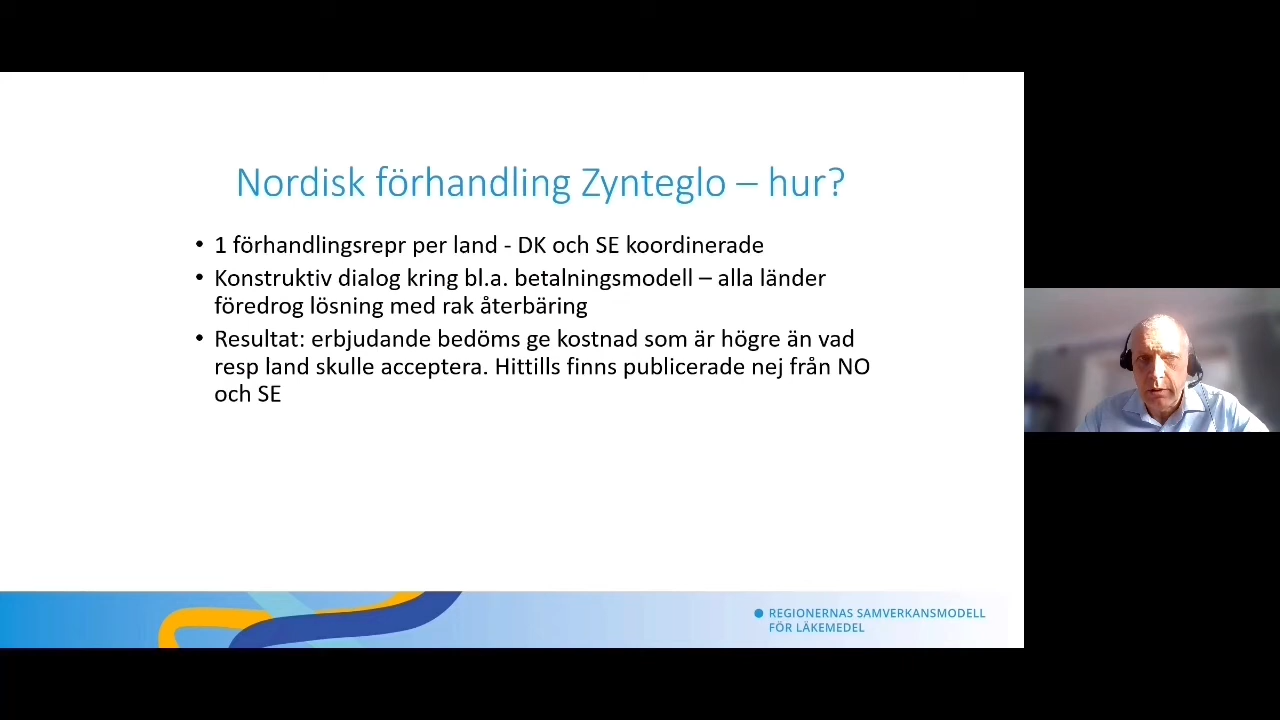 Nordisk förhandling Zynteglo – hur?
• 1 förhandlingsrepr per land - DK och SE koordinerade
• Konstruktiv dialog kring bl.a. betalningsmodell – alla länder
föredrog lösning med rak återbäring
• Resultat: erbjudande bedöms ge kostnad som är högre än vad
resp land skulle acceptera. Hittills finns publicerade nej från NO
och SE
REGIONERNAS SAMVERKANSMODELL
FÖR LÄKEMEDEL